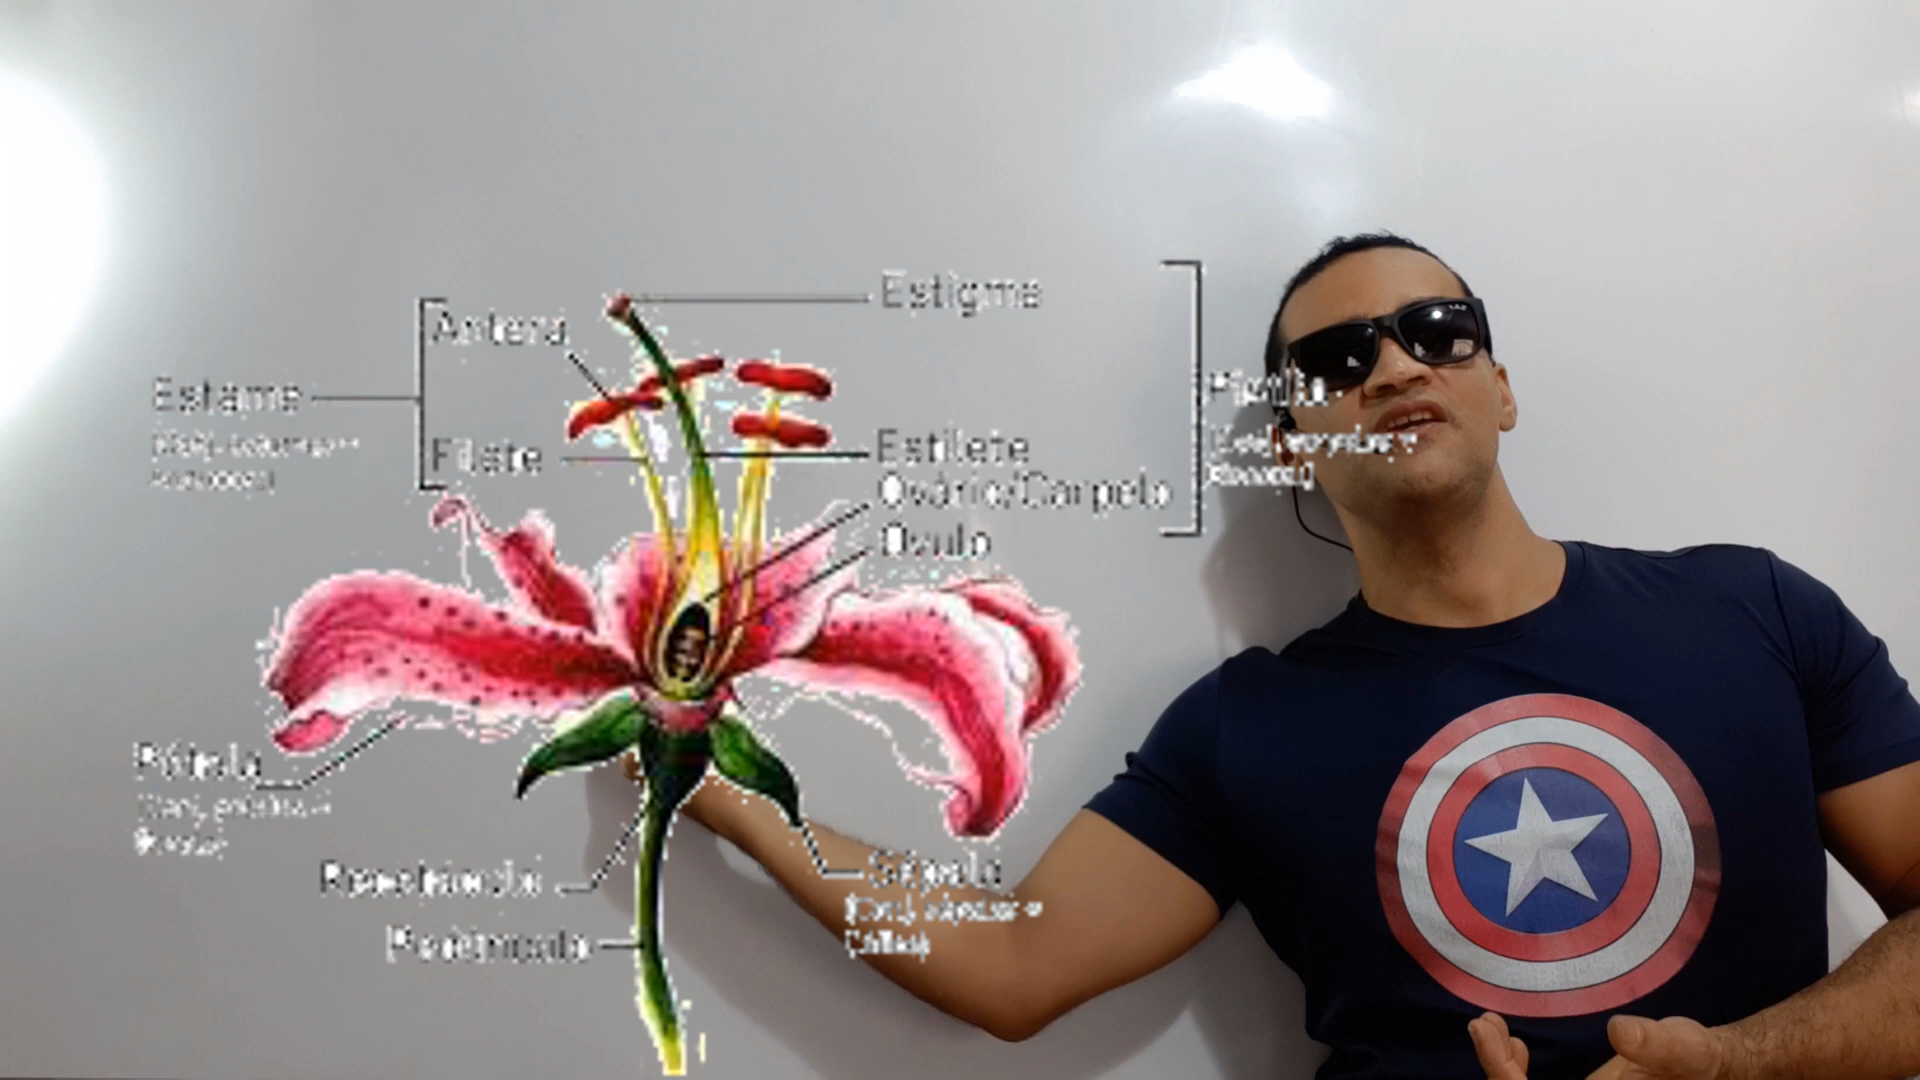 Estigma
Antera
Estame
Filete
Estilete
Ovário/Carpelo
Óvulo
Pistilo
Pétala
Receptáculo
Sépala
Pedúnculo